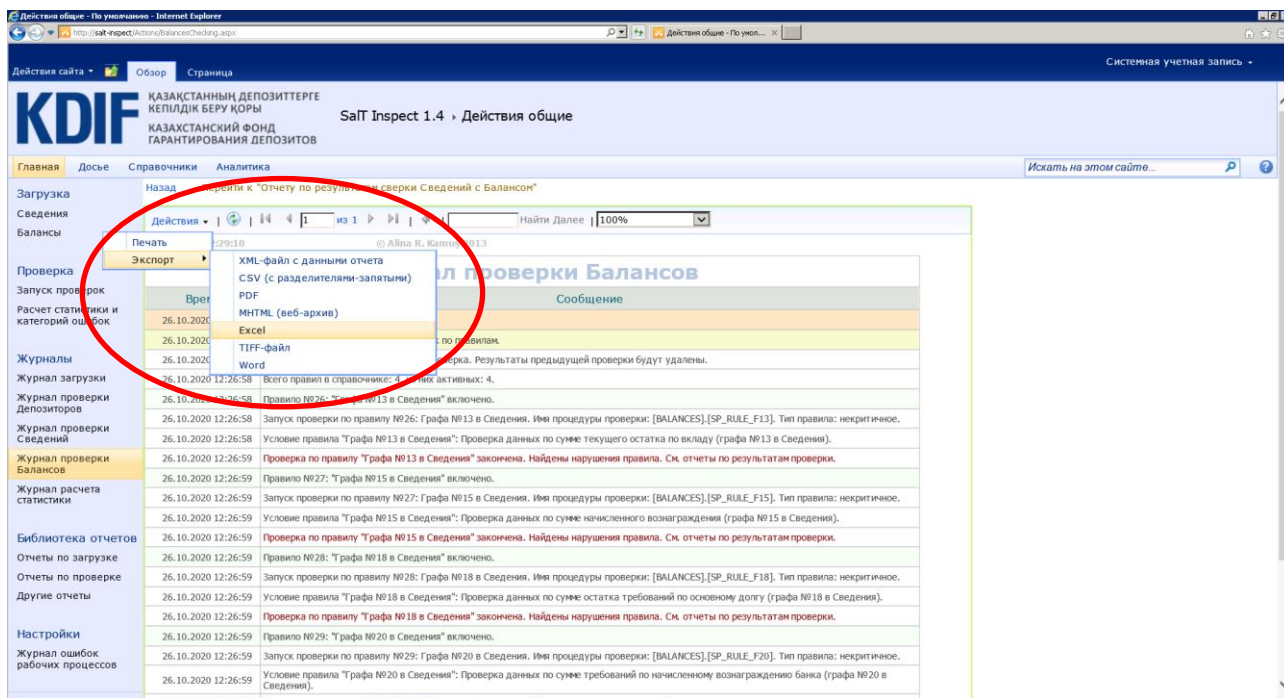 Действия общие - По умолчанию - Internet Explorer
http://salt-inspect/Actions/BalancesChecking.aspx
Действия общие - По умол...
Действия сайта
Обзор
Страница
Системная учетная запись
KDIF
ҚАЗАҚСТАННЫҢ ДЕПОЗИТТЕРГЕ
КЕПІЛДІК БЕРУ ҚОРЫ
КАЗАХСТАНСКИЙ ФОНД
ГАРАНТИРОВАНИЯ ДЕПОЗИТОВ
SaIT Inspect 1.4 › Действия общие
Главная Досье Справочники Аналитика
Искать на этом сайте...
Назад Перейти к "Отчету по результатам сверки Сведений с Балансом"
Действия 1 из 1 Найти Далее 100%
Печать
Экспорт
XML-файл с данными отчета
CSV (с разделителями-запятыми)
PDF
MHTML (веб-архив)
Excel
TIFF-файл
Word
:29:10 © Alina R. Kamuy 2013
л проверки Балансов
Вре Сообщение
26.10.2020
26.10.2020 по правилам.
26.10.2020 ерка. Результаты предыдущей проверки будут удалены.
26.10.2020 12:26:58 Всего правил в справочнике: 4, из них активных: 4.
26.10.2020 12:26:58 Правило №26: "Графа №13 в Сведения" включено.
26.10.2020 12:26:58 Запуск проверки по правилу №26: Графа №13 в Сведения. Имя процедуры проверки: [BALANCES].[SP_RULE_F13]. Тип правила: некритичное.
26.10.2020 12:26:58 Условие правила "Графа №13 в Сведения": Проверка данных по сумме текущего остатка по вкладу (графа №13 в Сведения).
26.10.2020 12:26:59 Проверка по правилу "Графа №13 в Сведения" закончена. Найдены нарушения правила. См. отчеты по результатам проверки.
26.10.2020 12:26:59 Правило №27: "Графа №15 в Сведения" включено.
26.10.2020 12:26:59 Запуск проверки по правилу №27: Графа №15 в Сведения. Имя процедуры проверки: [BALANCES].[SP_RULE_F15]. Тип правила: некритичное.
26.10.2020 12:26:59 Условие правила "Графа №15 в Сведения": Проверка данных по сумме начисленного вознаграждения (графа №15 в Сведения).
26.10.2020 12:26:59 Проверка по правилу "Графа №15 в Сведения" закончена. Найдены нарушения правила. См. отчеты по результатам проверки.
26.10.2020 12:26:59 Правило №28: "Графа №18 в Сведения" включено.
26.10.2020 12:26:59 Запуск проверки по правилу №28: Графа №18 в Сведения. Имя процедуры проверки: [BALANCES].[SP_RULE_F18]. Тип правила: некритичное.
26.10.2020 12:26:59 Условие правила "Графа №18 в Сведения": Проверка данных по сумме остатка требований по основному долгу (графа №18 в Сведения).
26.10.2020 12:26:59 Проверка по правилу "Графа №18 в Сведения" закончена. Найдены нарушения правила. См. отчеты по результатам проверки.
26.10.2020 12:26:59 Правило №29: "Графа №20 в Сведения" включено.
26.10.2020 12:26:59 Запуск проверки по правилу №29: Графа №20 в Сведения. Имя процедуры проверки: [BALANCES].[SP_RULE_F20]. Тип правила: некритичное.
26.10.2020 12:26:59 Условие правила "Графа №20 в Сведения": Проверка данных по сумме требований по начисленному вознаграждению банка (графа №20 в
Сведения).
Загрузка
Сведения
Балансы
Проверка
Запуск проверок
Расчет статистики и
категорий ошибок
Журналы
Журнал загрузки
Журнал проверки
Депозиторов
Журнал проверки
Сведений
Журнал проверки
Балансов
Журнал расчета
статистики
Библиотека отчетов
Отчеты по загрузке
Отчеты по проверке
Другие отчеты
Настройки
Журнал ошибок
рабочих процессов